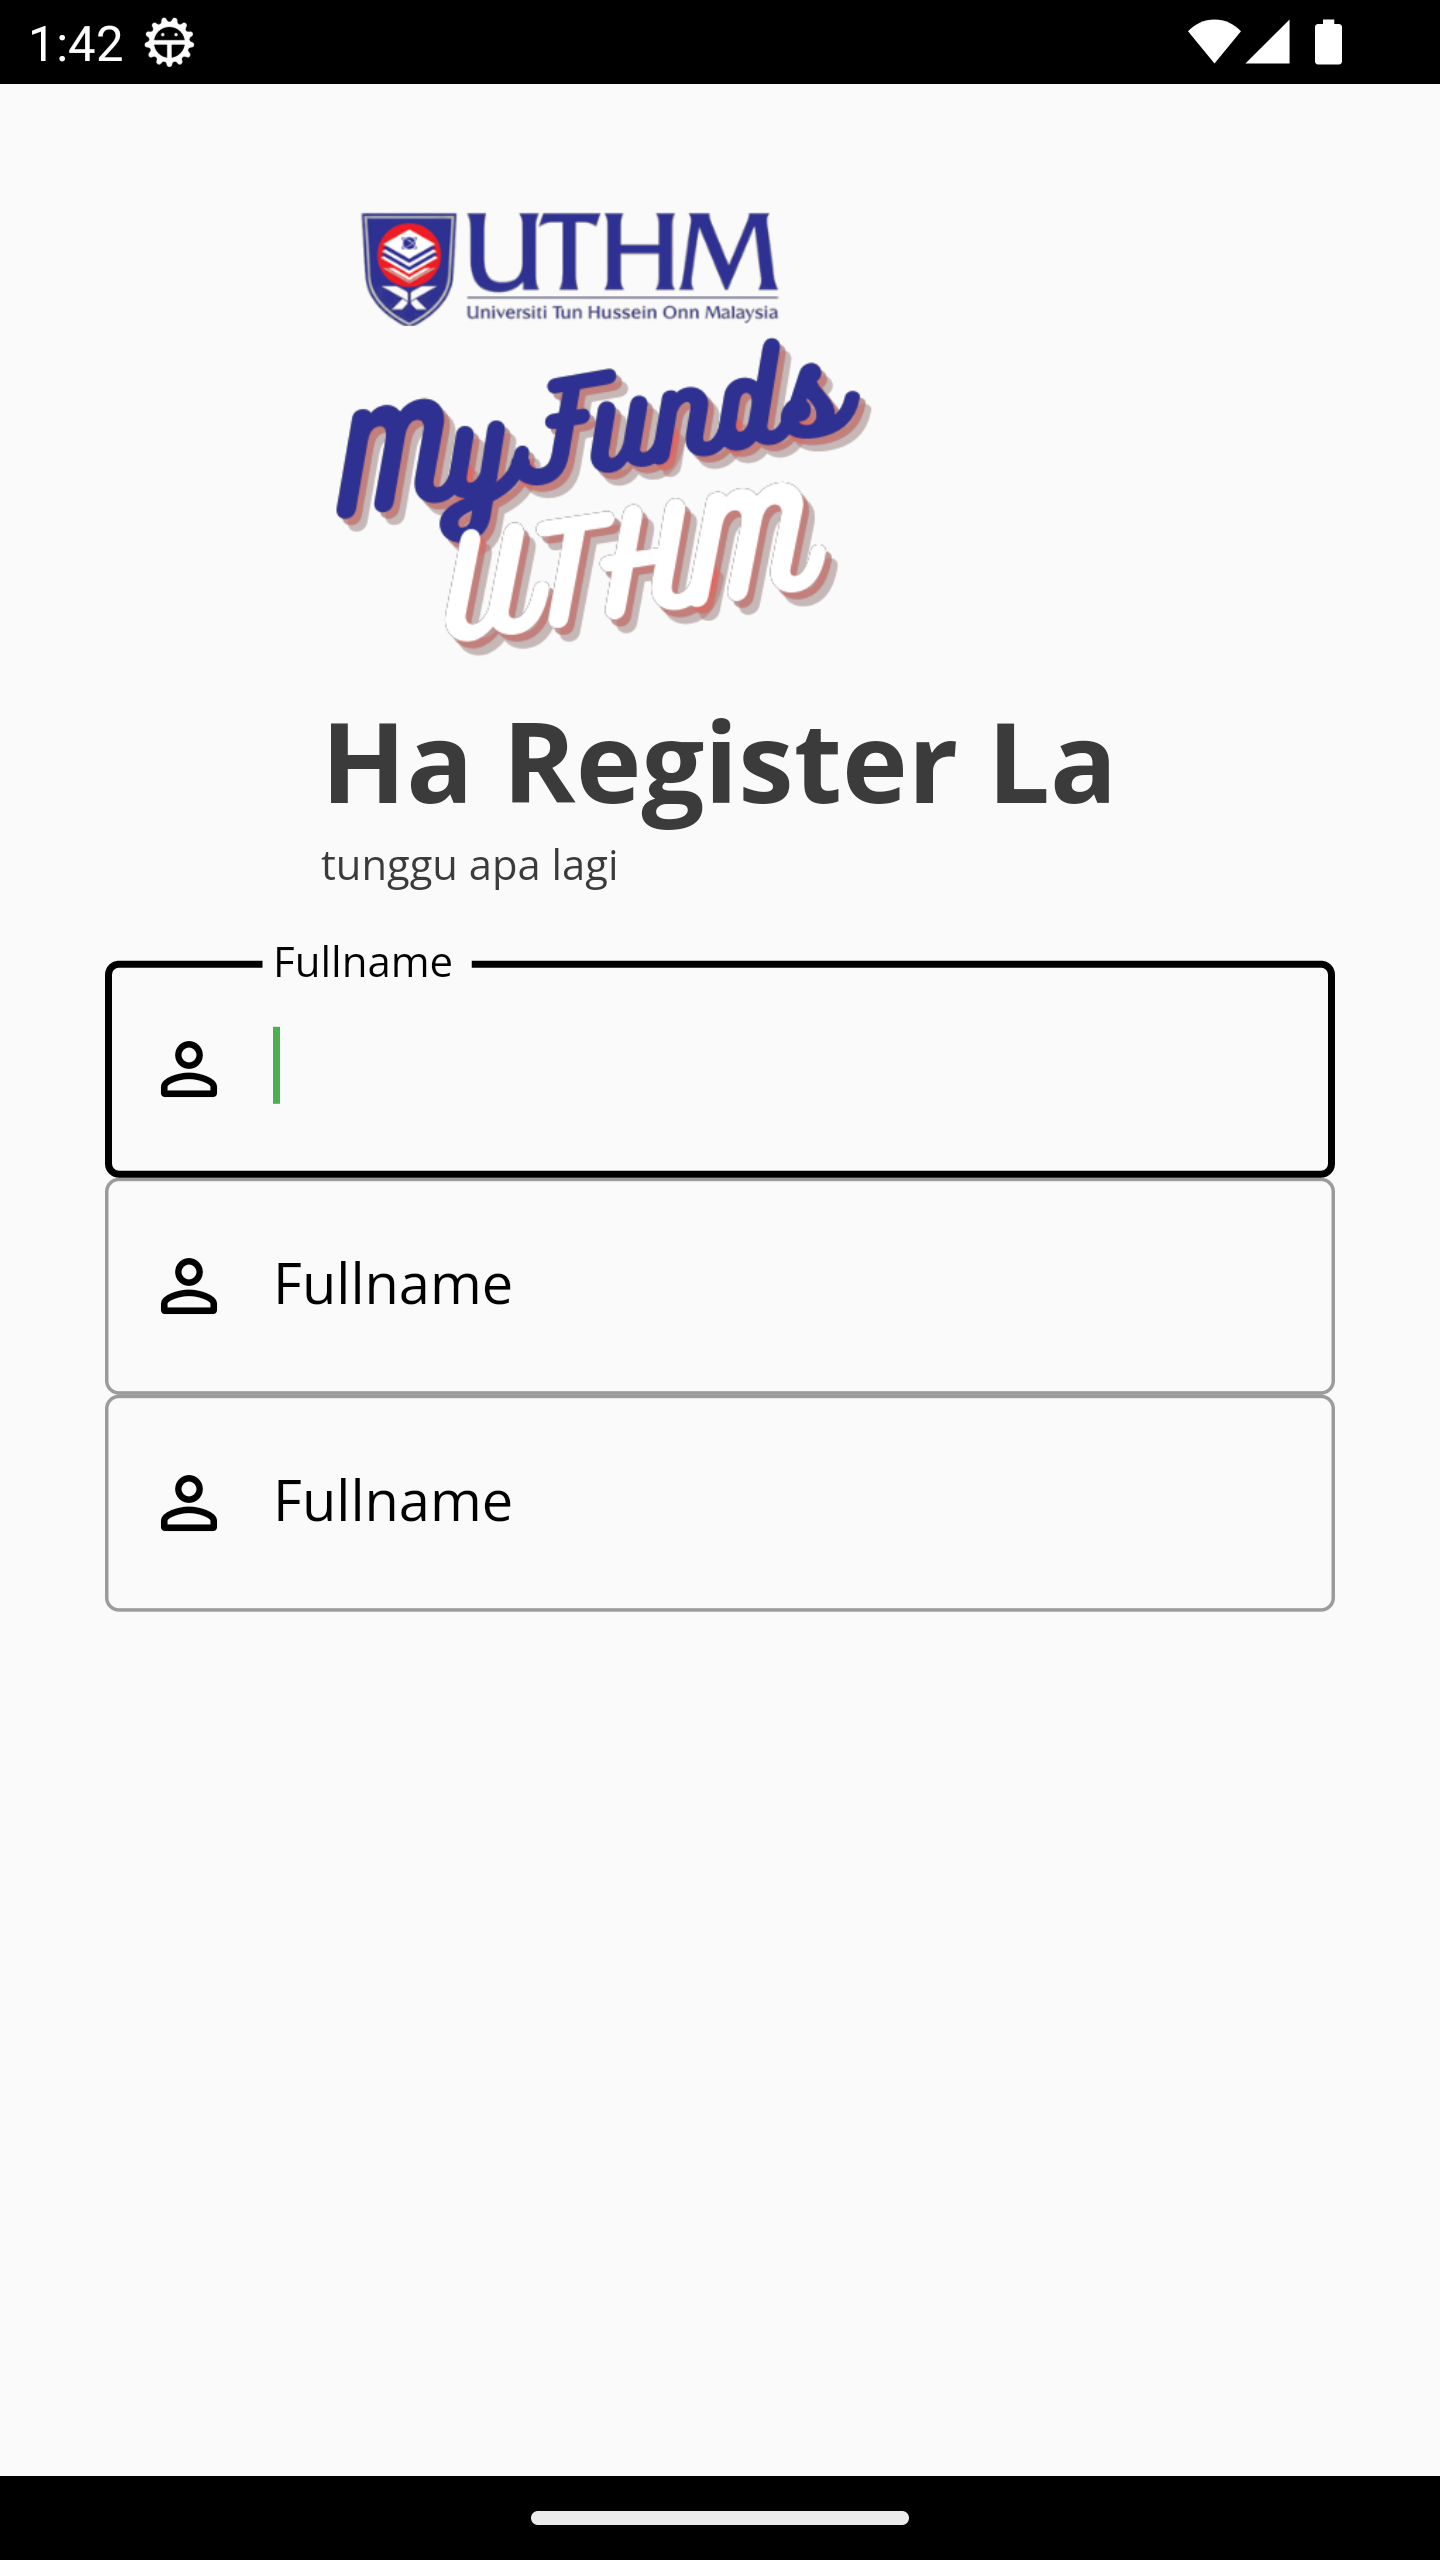 1:42
UTHM
Universiti Tun Hussein Onn Malaysia
MyFunds
UTHM
Ha Register La
tunggu apa lagi
Fullname
Fullname
Fullname